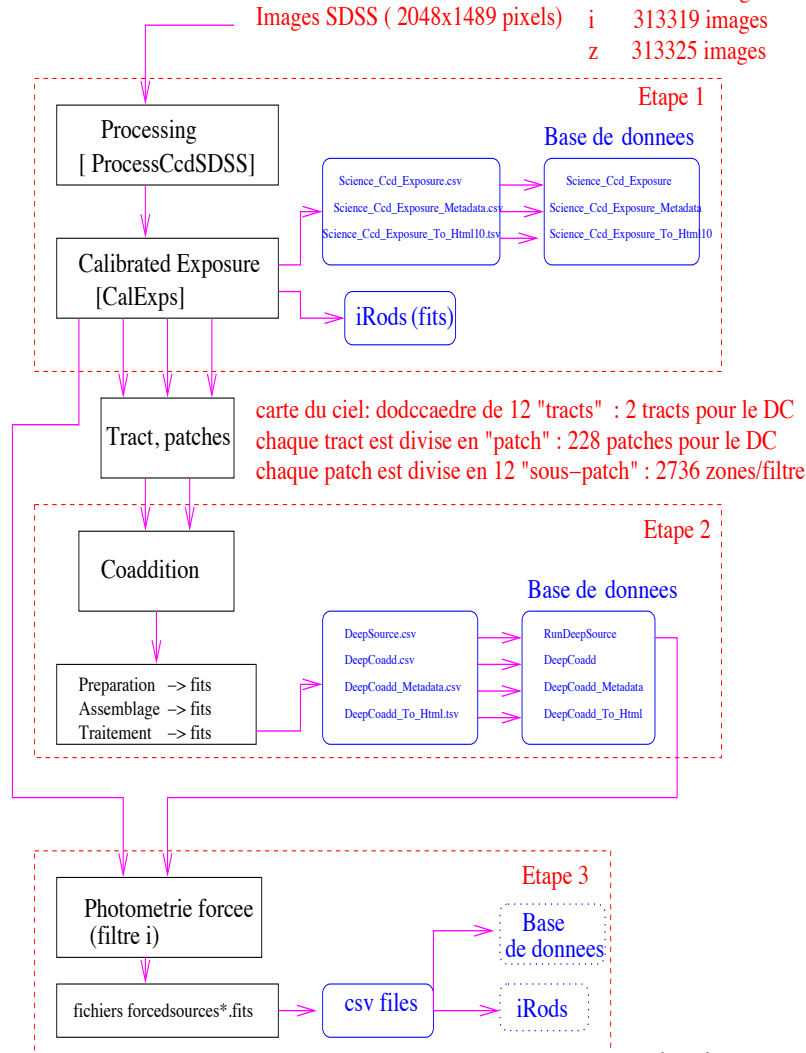 Images SDSS ( 2048x1489 pixels)
i 313319 images
z 313325 images
Etape 1
Processing
[ ProcessCcdSDSS]
Base de donnees
Science_Ccd_Exposure.csv
Science_Ccd_Exposure
Science_Ccd_Exposure_Metadata.csv
Science_Ccd_Exposure_Metadata
Science_Ccd_Exposure_To_Html10.tsv
Science_Ccd_Exposure_To_Html10
Calibrated Exposure
[CalExps]
iRods (fits)
Tract, patches
carte du ciel: dodccaedre de 12 "tracts" : 2 tracts pour le DC
chaque tract est divise en "patch" : 228 patches pour le DC
chaque patch est divise en 12 "sous−patch" : 2736 zones/filtre
Etape 2
Coaddition
Base de donnees
DeepSource.csv
RunDeepSource
DeepCoadd.csv
DeepCoadd
DeepCoadd_Metadata.csv
DeepCoadd_Metadata
DeepCoadd_To_Html.tsv
DeepCoadd_To_Html
Preparation −> fits
Assemblage −> fits
Traitement −> fits
Etape 3
Photometrie forcee
(filtre i)
Base
de donnees
fichiers forcedsources*.fits
csv files
iRods